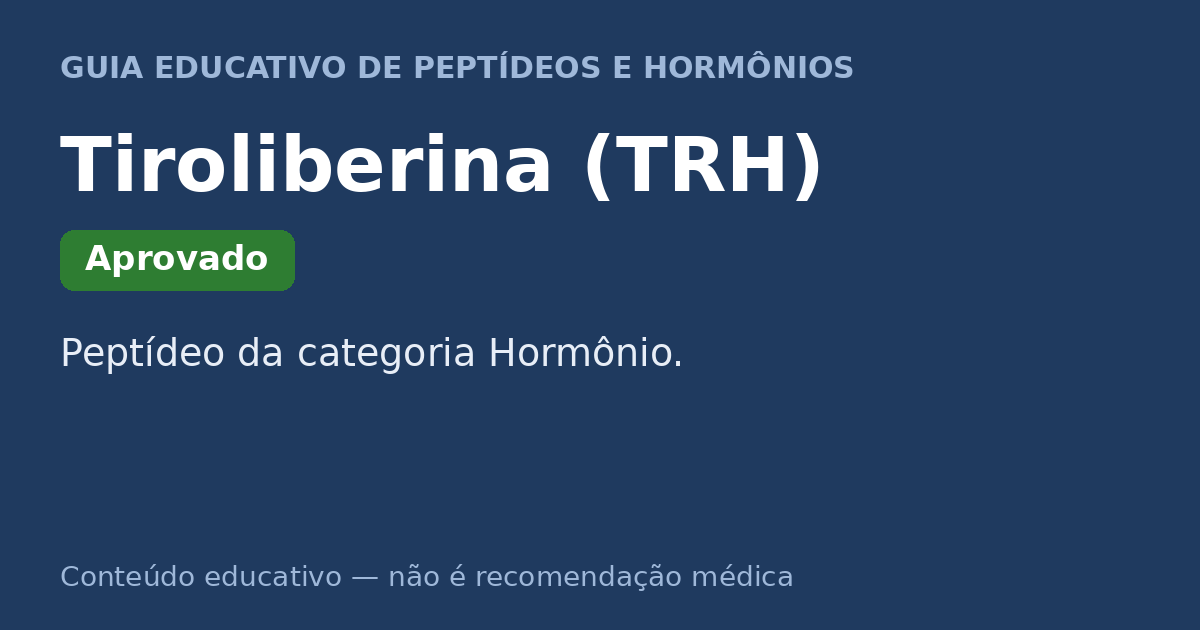 GUIA EDUCATIVO DE PEPTÍDEOS E HORMÔNIOS
Tiroliberina (TRH)
Aprovado
Peptídeo da categoria Hormônio.
Conteúdo educativo — não é recomendação médica